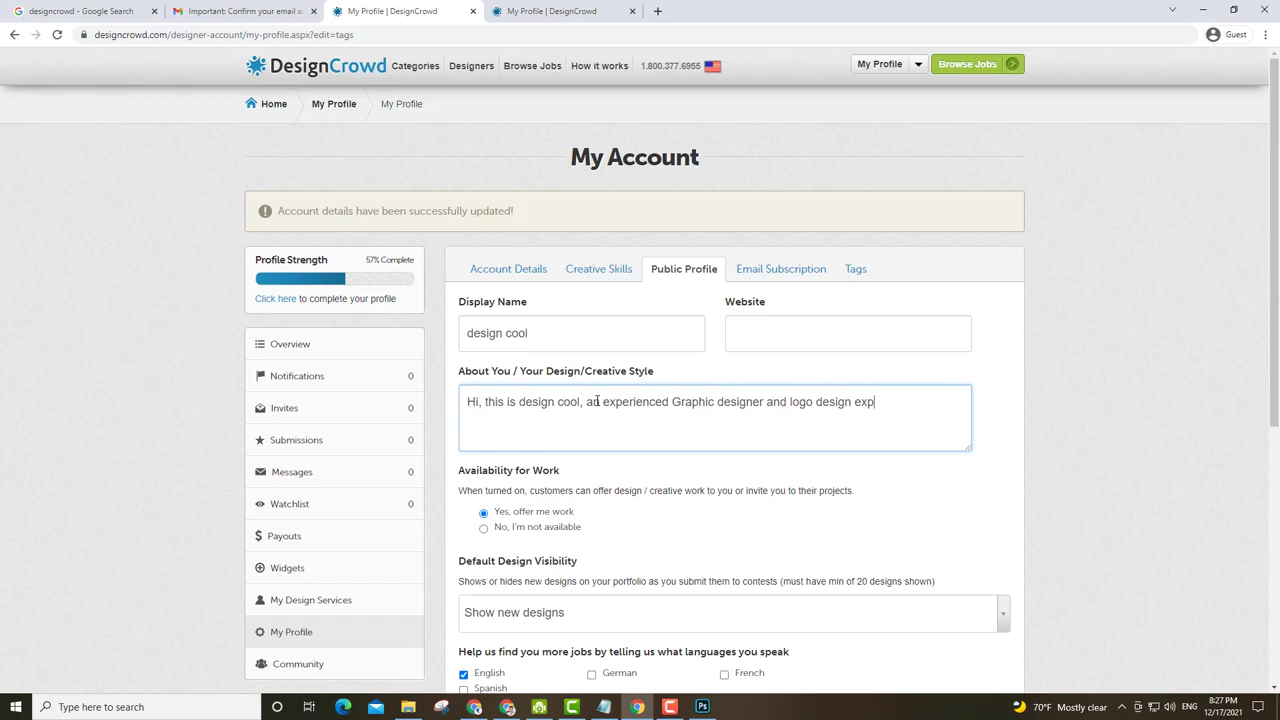 designcrowd - Google Search
Important: Confirm your email ac
My Profile | DesignCrowd
My Profile | DesignCrowd
designcrowd.com/designer-account/my-profile.aspx?edit=tags
Guest
DesignCrowd
Categories
Designers
Browse Jobs
How it works
1.800.377.6955
My Profile
Browse Jobs
Home
My Profile
My Profile
My Account
Account details have been successfully updated!
Profile Strength
57% Complete
Click here to complete your profile
Overview
Notifications 0
Invites 0
Submissions 0
Messages 0
Watchlist 0
Payouts
Widgets
My Design Services
My Profile
Community
Account Details
Creative Skills
Public Profile
Email Subscription
Tags
Display Name
Website
design cool
About You / Your Design/Creative Style
Hi, this is design cool, an experienced Graphic designer and logo design exp
Availability for Work
When turned on, customers can offer design / creative work to you or invite you to their projects.
Yes, offer me work
No, I'm not available
Default Design Visibility
Shows or hides new designs on your portfolio as you submit them to contests (must have min of 20 designs shown)
Show new designs
Help us find you more jobs by telling us what languages you speak
English
German
French
Spanish
Type here to search
70°F Mostly clear
8:27 PM
12/17/2021